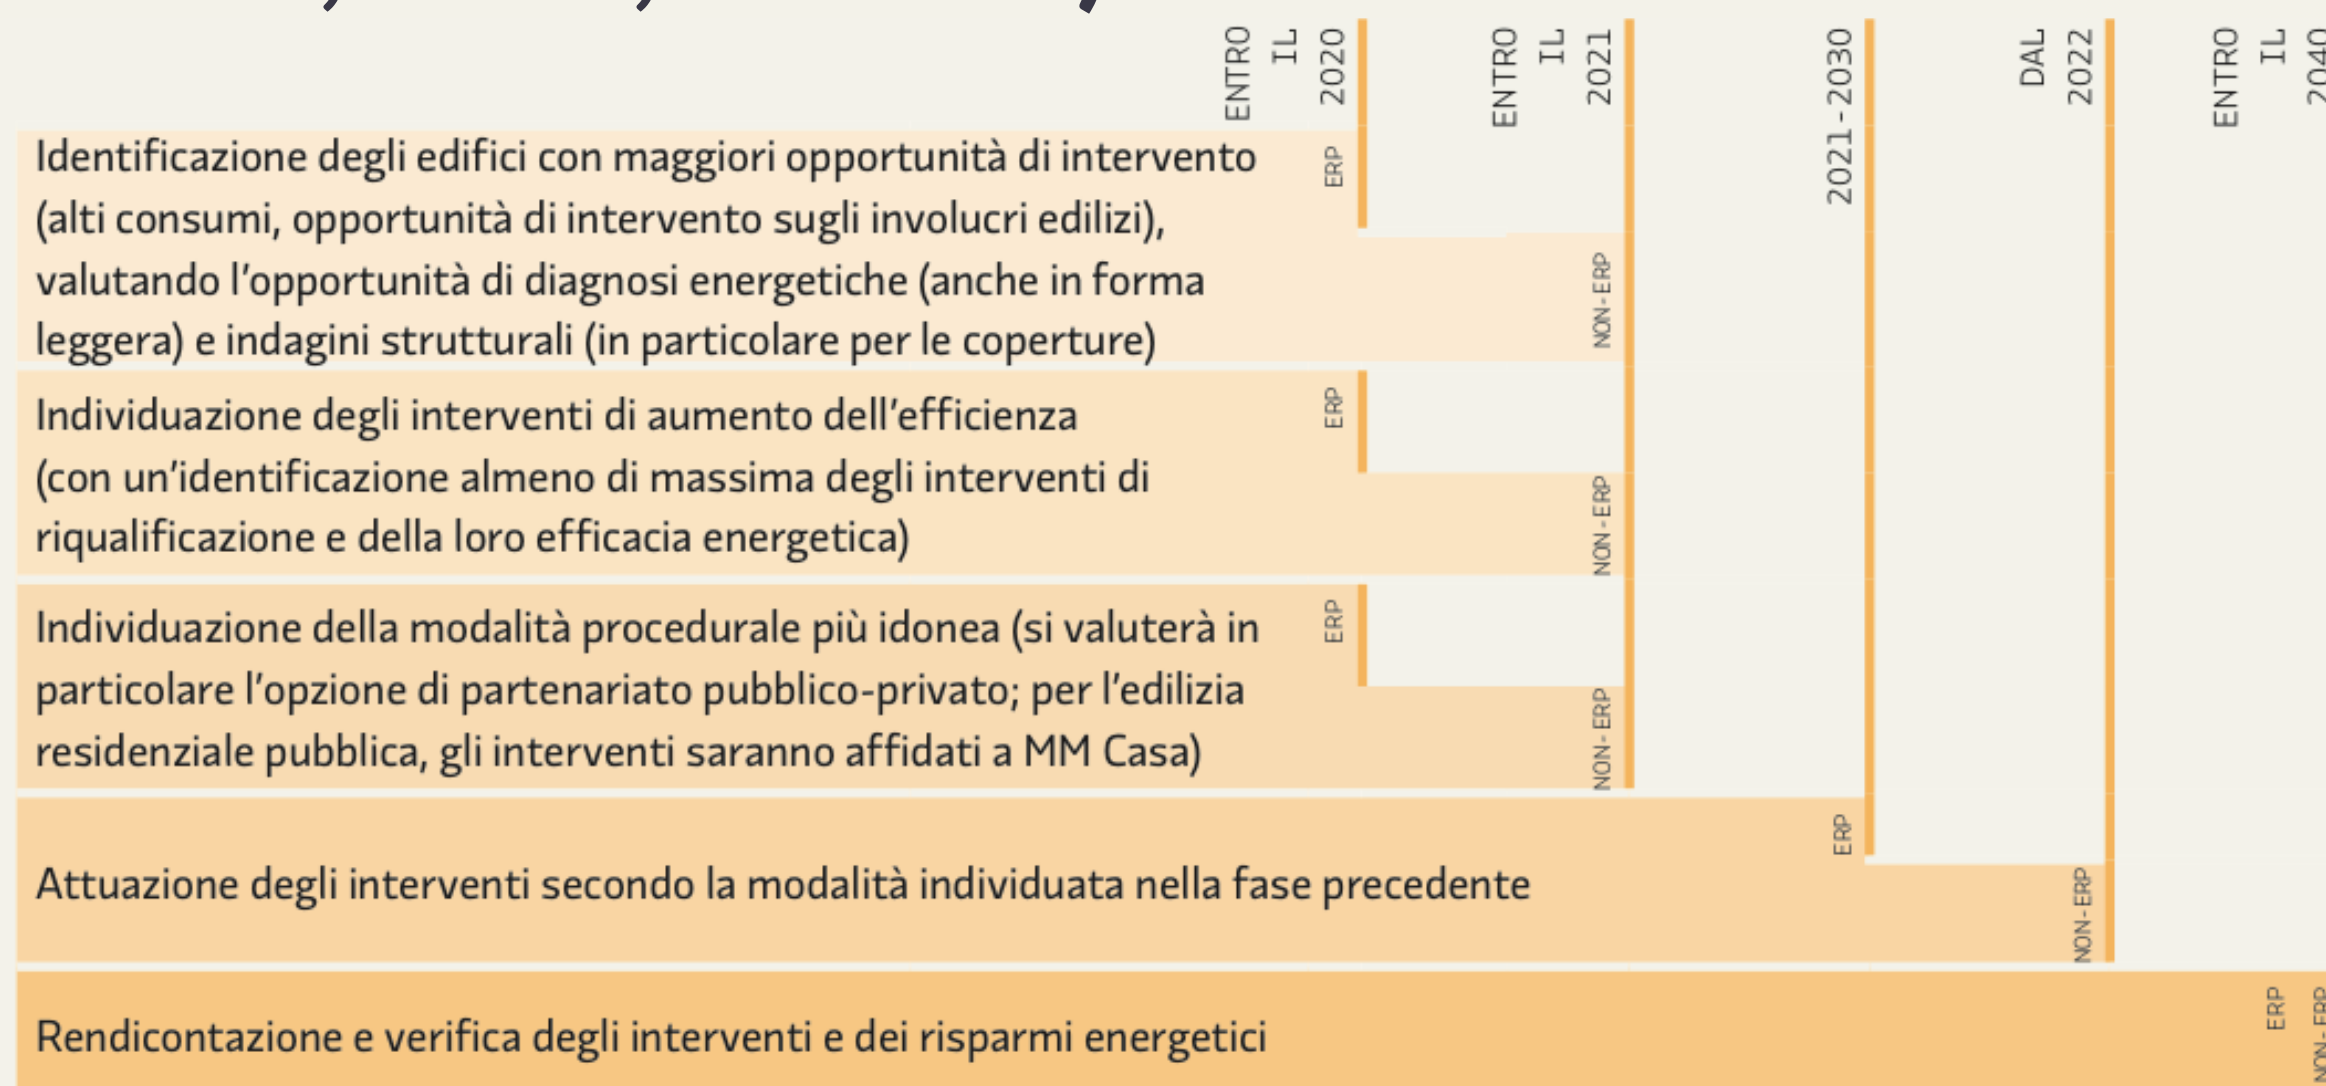 ENTRO
IL
2020
ENTRO
IL
2021
2021-2030
DAL
2022
ENTRO
IL
2040
Identificazione degli edifici con maggiori opportunità di intervento
(alti consumi, opportunità di intervento sugli involucri edilizi),
valutando l’opportunità di diagnosi energetiche (anche in forma
leggera) e indagini strutturali (in particolare per le coperture)
ERP
NON-ERP
Individuazione degli interventi di aumento dell’efficienza
(con un’identificazione almeno di massima degli interventi di
riqualificazione e della loro efficacia energetica)
ERP
NON-ERP
Individuazione della modalità procedurale più idonea (si valuterà in
particolare l’opzione di partenariato pubblico-privato; per l’edilizia
residenziale pubblica, gli interventi saranno affidati a MM Casa)
ERP
NON-ERP
Attuazione degli interventi secondo la modalità individuata nella fase precedente
ERP
NON-ERP
Rendicontazione e verifica degli interventi e dei risparmi energetici
ERP
NON-ERP